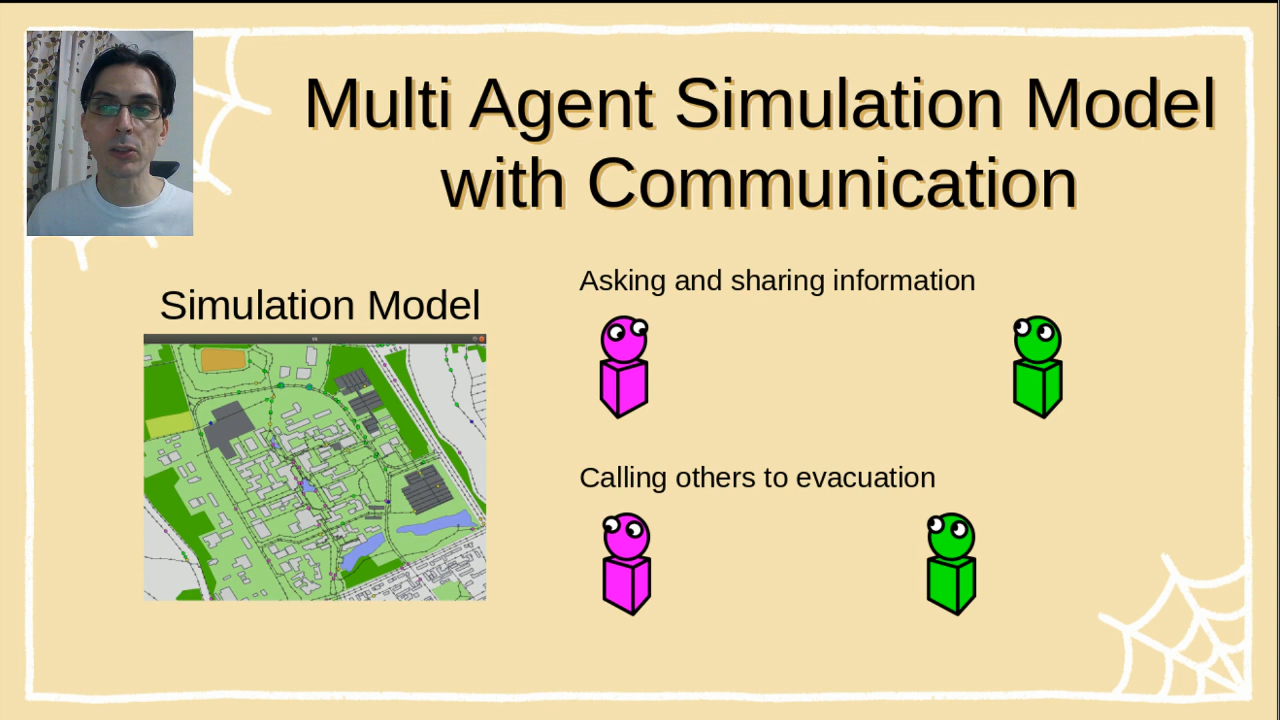 Multi Agent Simulation Model
with Communication
Simulation Model
Asking and sharing information
Calling others to evacuation